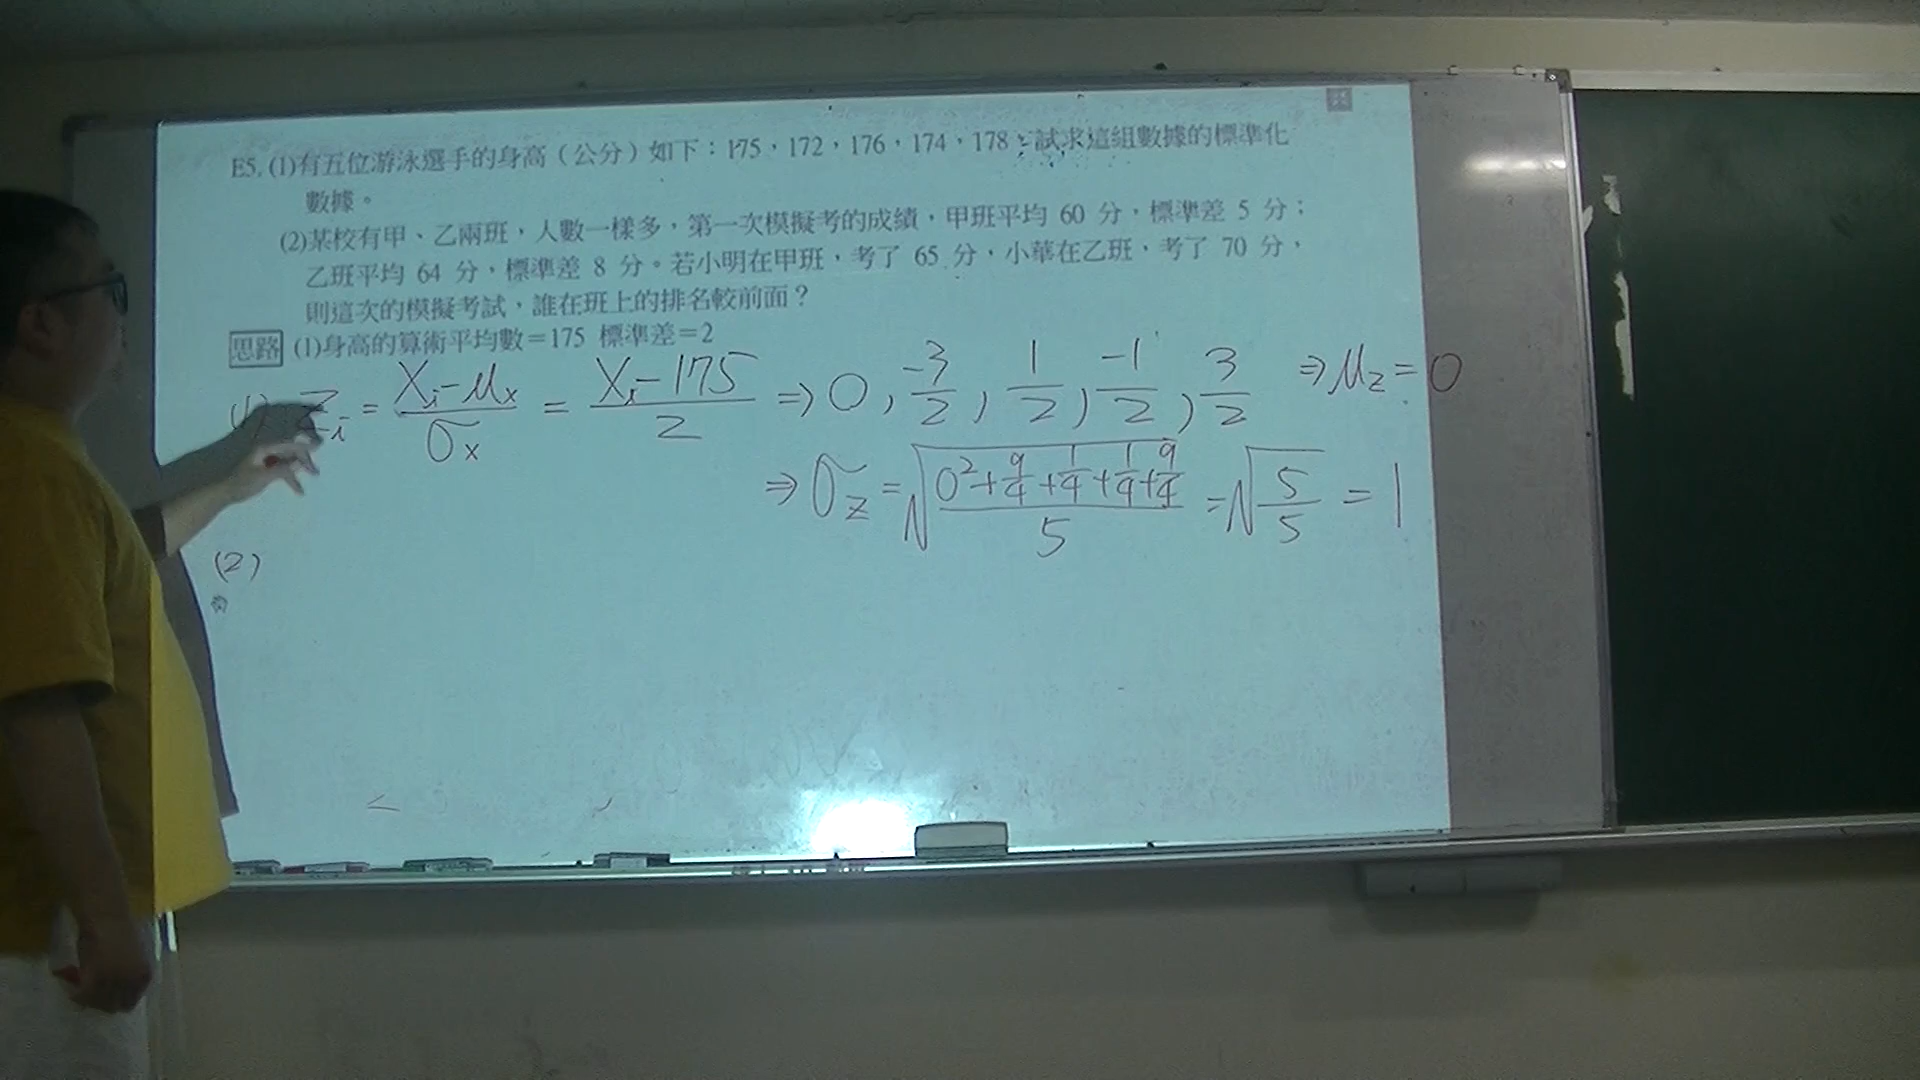 E5. (1)有五位游泳選手的身高（公分）如下：175，172，176，174，178，試求這組數據的標準化
數據。
(2)某校有甲、乙兩班，人數一樣多，第一次模擬考的成績，甲班平均 60 分，標準差 5 分；
乙班平均 64 分，標準差 8 分。若小明在甲班，考了 65 分，小華在乙班，考了 70 分，
則這次的模擬考試，誰在班上的排名較前面？
思路 (1)身高的算術平均數＝175 標準差＝2
(1) Zi = (Xi-μx)/σx = (Xi-175)/2 ⇒ 0, -3/2, 1/2, -1/2, 3/2 ⇒ μz = 0
⇒ σz = √((0²+9/4+1/4+1/4+9/4)/5) = √(5/5) = 1
(2)